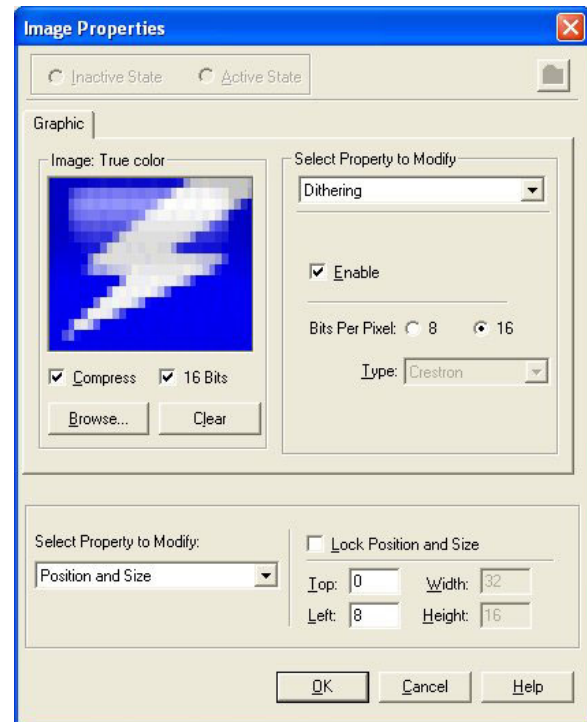 Image Properties
Inactive State Active State
Graphic
Image: True color
Select Property to Modify
Dithering
Enable
Bits Per Pixel: 8 16
Type: Crestron
Compress 16 Bits
Browse... Clear
Select Property to Modify:
Position and Size
Lock Position and Size
Top: 0 Width: 32
Left: 8 Height: 16
OK Cancel Help